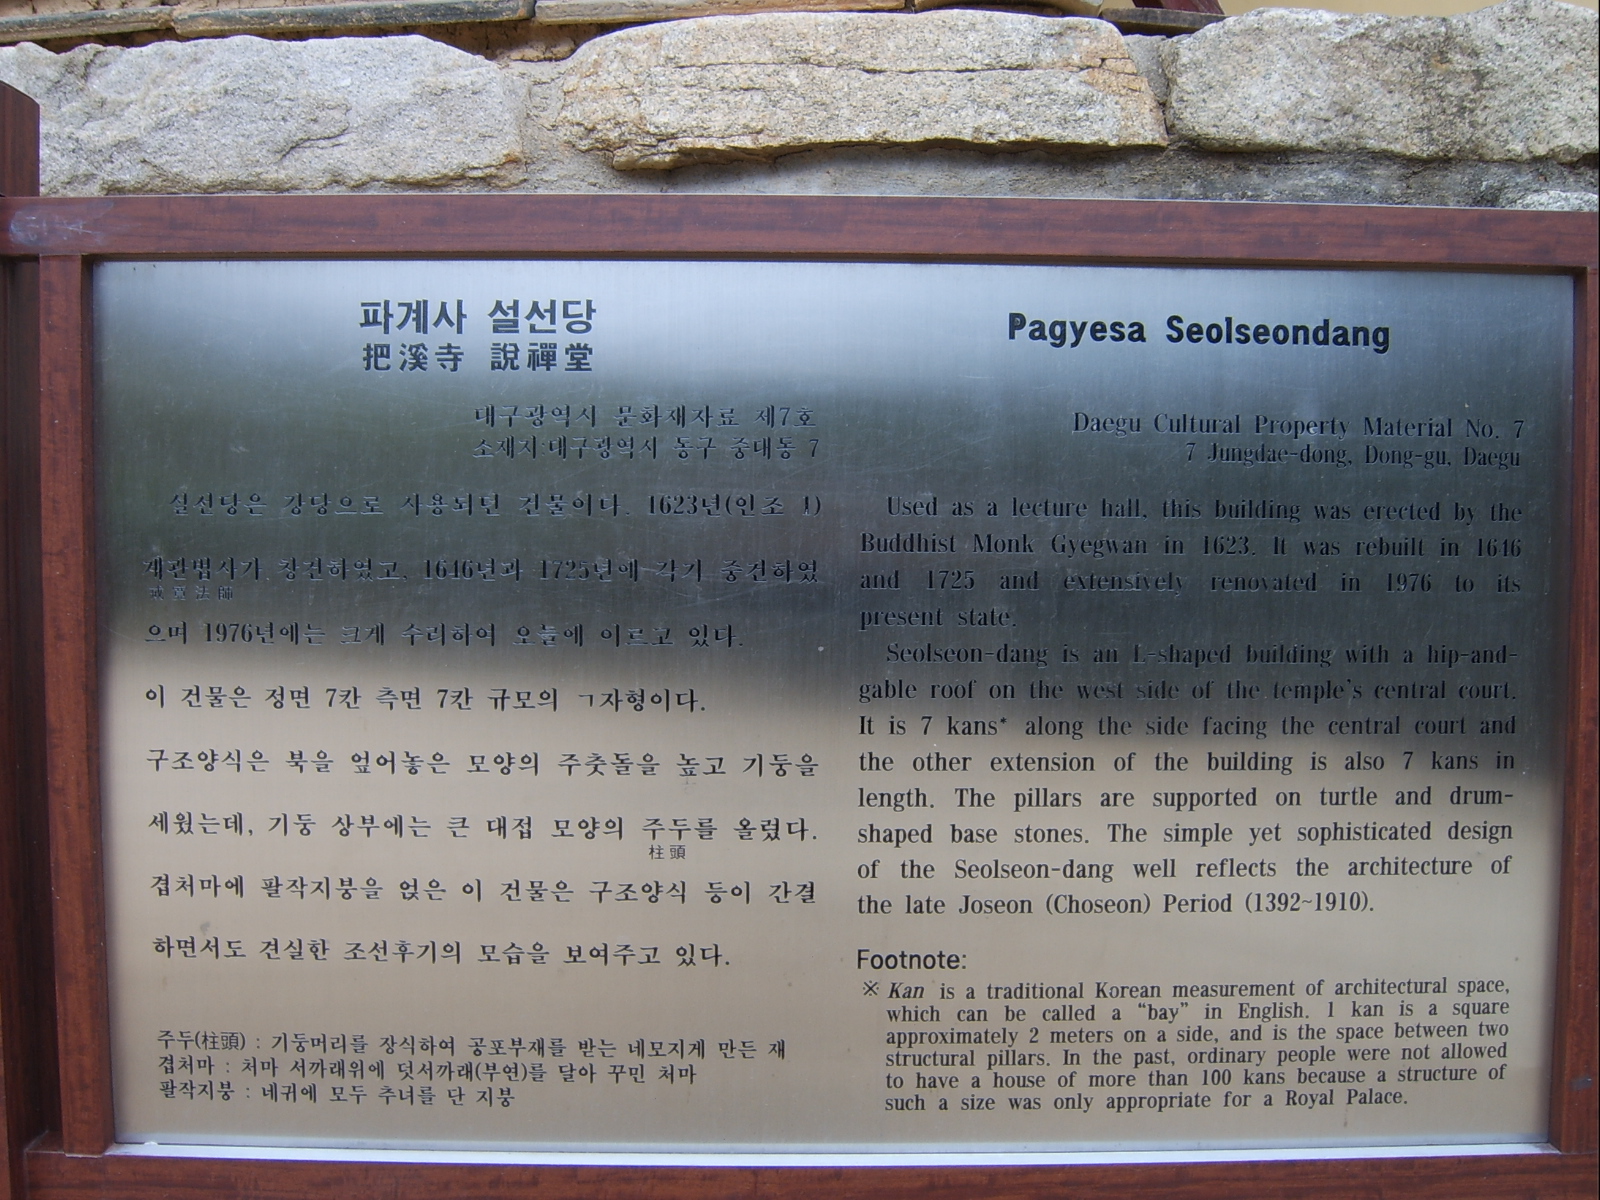 파계사 설선당
把溪寺 說禪堂
대구광역시 문화재자료 제7호
소재지:대구광역시 동구 중대동 7
설선당은 강당으로 사용되던 건물이다. 1623년(인조 1)
계관법사가 창건하였고, 1646년과 1725년에 각기 중건하였
法師
으며 1976년에는 크게 수리하여 오늘에 이르고 있다.
이 건물은 정면 7칸 측면 7칸 규모의 ㄱ자형이다.
구조양식은 북을 엎어놓은 모양의 주춧돌을 높고 기둥을
세웠는데, 기둥 상부에는 큰 대접 모양의 주두를 올렸다.
柱頭
겹처마에 팔작지붕을 얹은 이 건물은 구조양식 등이 간결
하면서도 견실한 조선후기의 모습을 보여주고 있다.
주두(柱頭) : 기둥머리를 장식하여 공포부재를 받는 네모지게 만든 재
겹처마 : 처마 서까래위에 덧서까래(부연)를 달아 꾸민 처마
팔작지붕 : 네귀에 모두 추녀를 단 지붕
Pagyesa Seolseondang
Daegu Cultural Property Material No. 7
7 Jungdae-dong, Dong-gu, Daegu
Used as a lecture hall, this building was erected by the
Buddhist Monk Gyegwan in 1623. It was rebuilt in 1646
and 1725 and extensively renovated in 1976 to its
present state.
Seolseon-dang is an L-shaped building with a hip-and-
gable roof on the west side of the temple's central court.
It is 7 kans* along the side facing the central court and
the other extension of the building is also 7 kans in
length. The pillars are supported on turtle and drum-
shaped base stones. The simple yet sophisticated design
of the Seolseon-dang well reflects the architecture of
the late Joseon (Choseon) Period (1392~1910).
Footnote:
※ Kan is a traditional Korean measurement of architectural space,
which can be called a "bay" in English. 1 kan is a square
approximately 2 meters on a side, and is the space between two
structural pillars. In the past, ordinary people were not allowed
to have a house of more than 100 kans because a structure of
such a size was only appropriate for a Royal Palace.